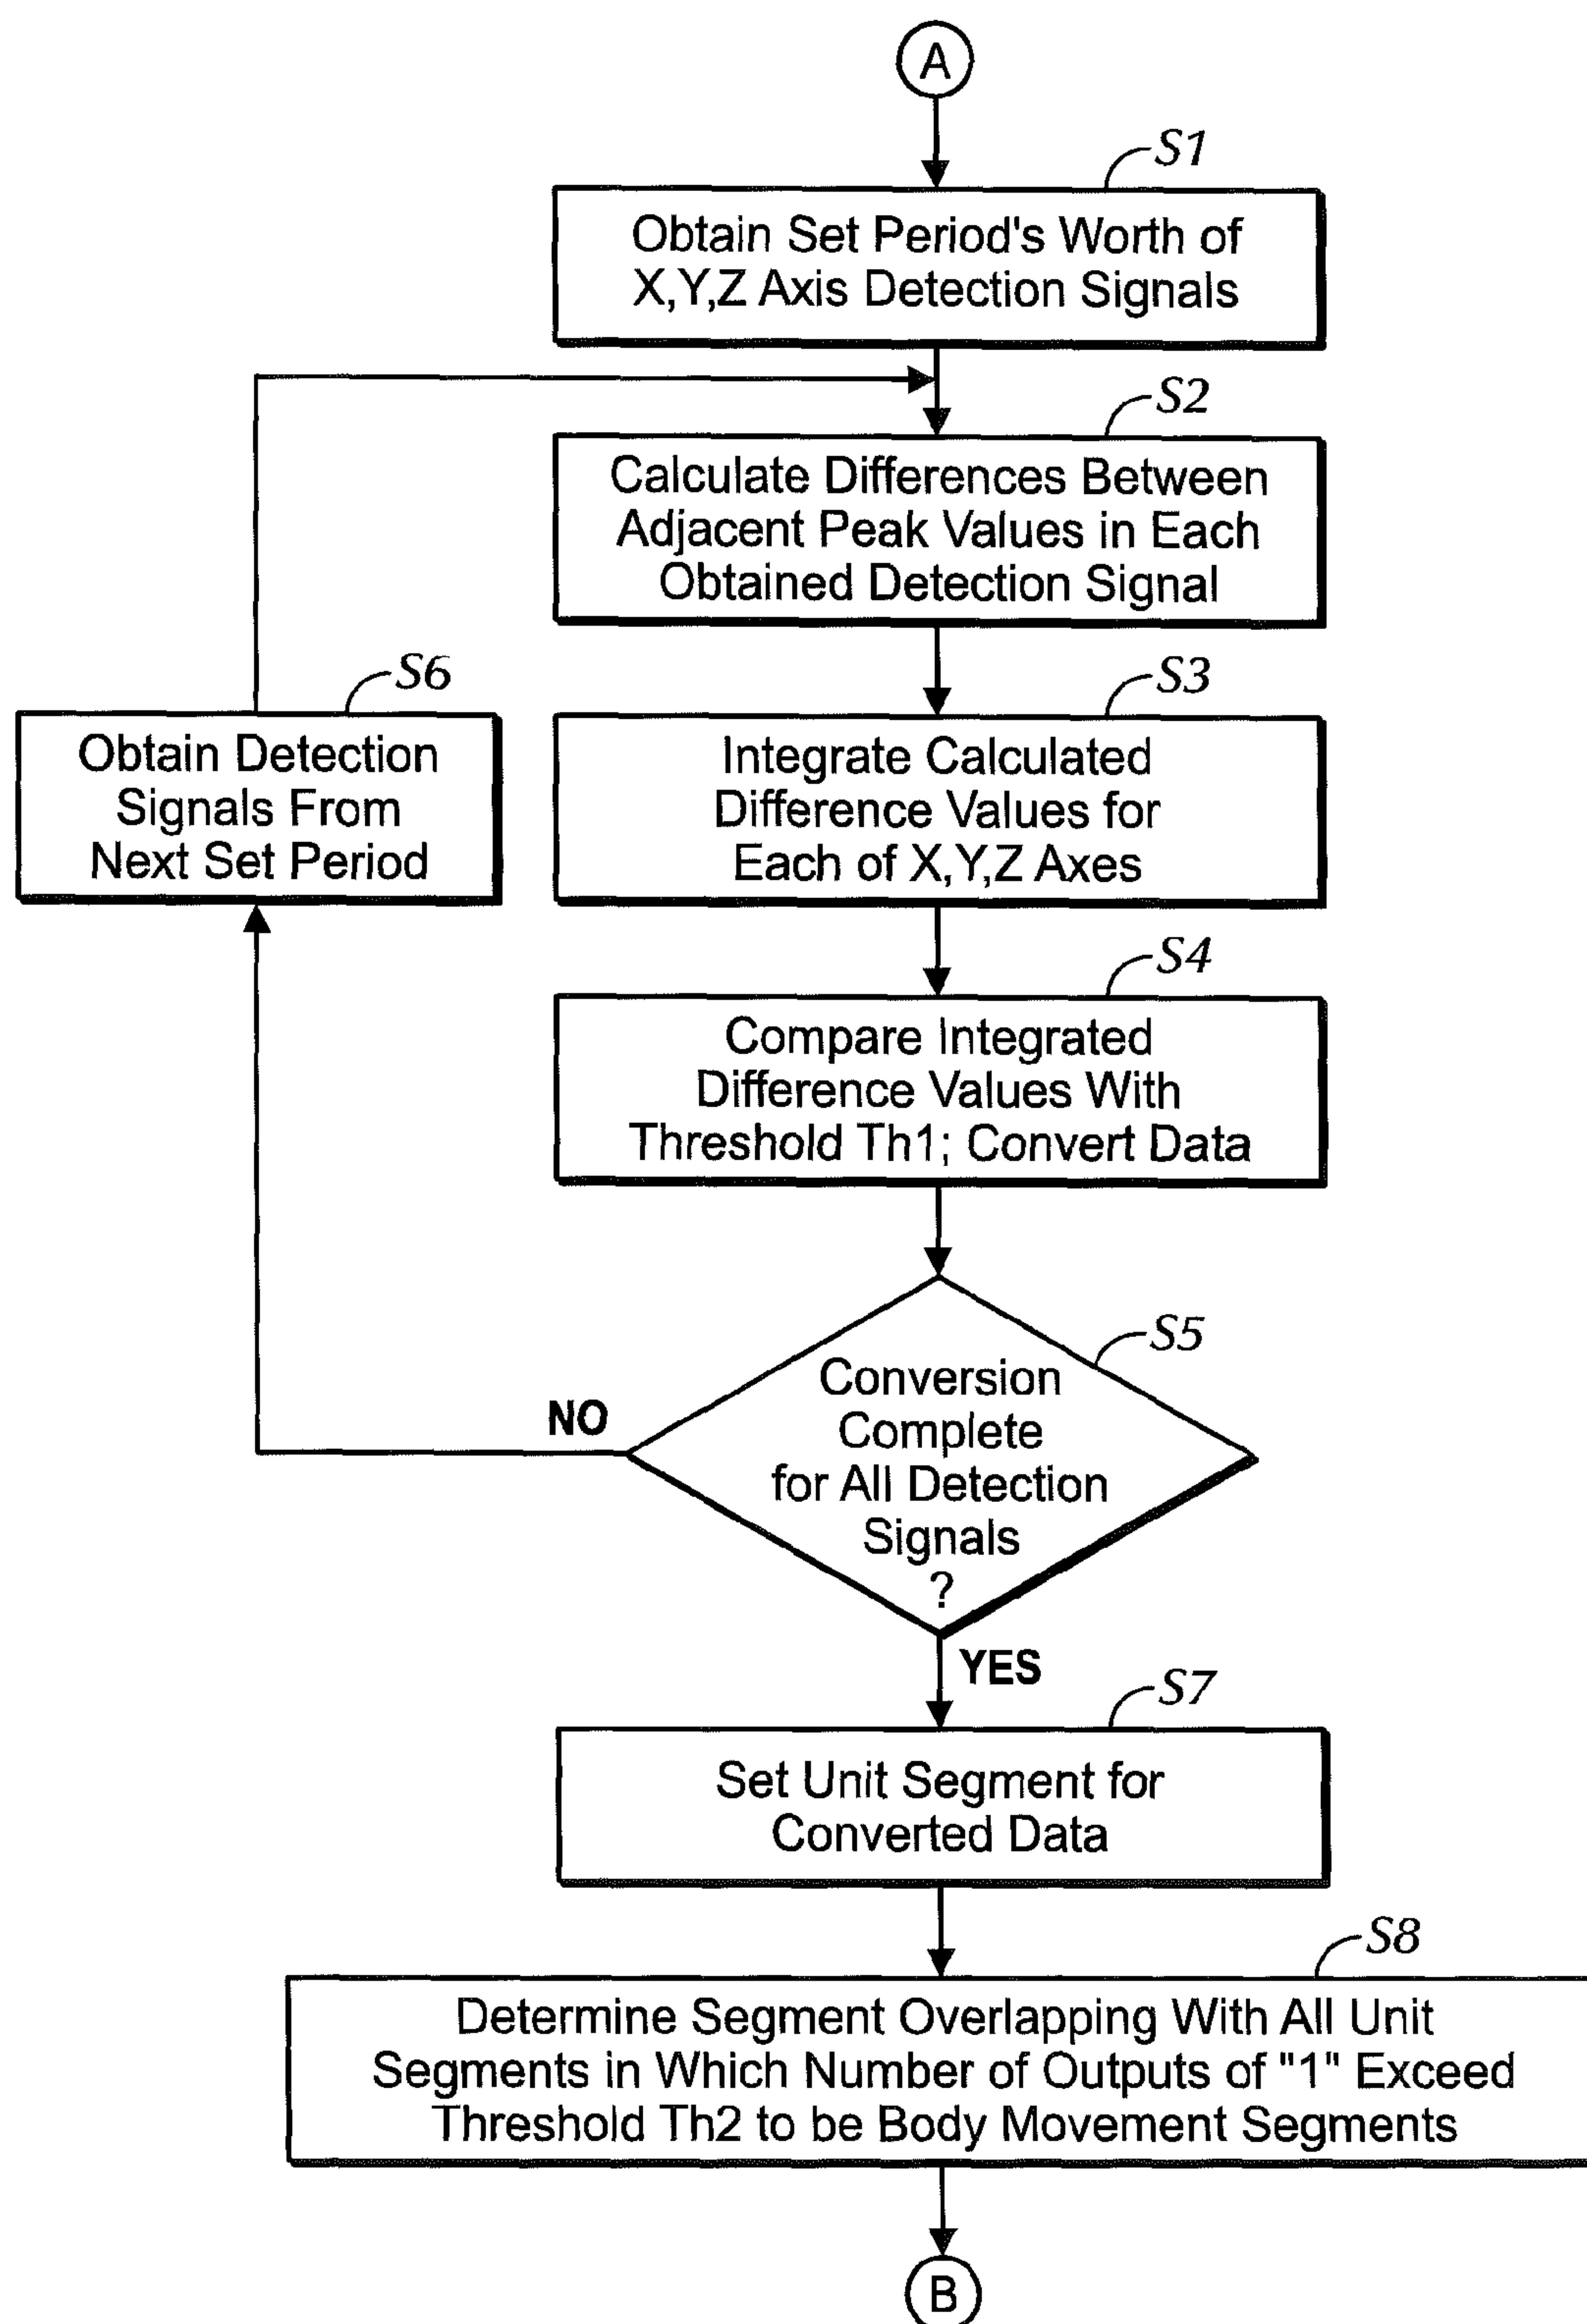 A
S1
Obtain Set Period's Worth of
X,Y,Z Axis Detection Signals
S2
Calculate Differences Between
Adjacent Peak Values in Each
Obtained Detection Signal
S6
Obtain Detection
Signals From
Next Set Period
S3
Integrate Calculated
Difference Values for
Each of X,Y,Z Axes
S4
Compare Integrated
Difference Values With
Threshold Th1; Convert Data
S5
Conversion
Complete
for All Detection
Signals
?
NO
YES
S7
Set Unit Segment for
Converted Data
S8
Determine Segment Overlapping With All Unit
Segments in Which Number of Outputs of "1" Exceed
Threshold Th2 to be Body Movement Segments
B